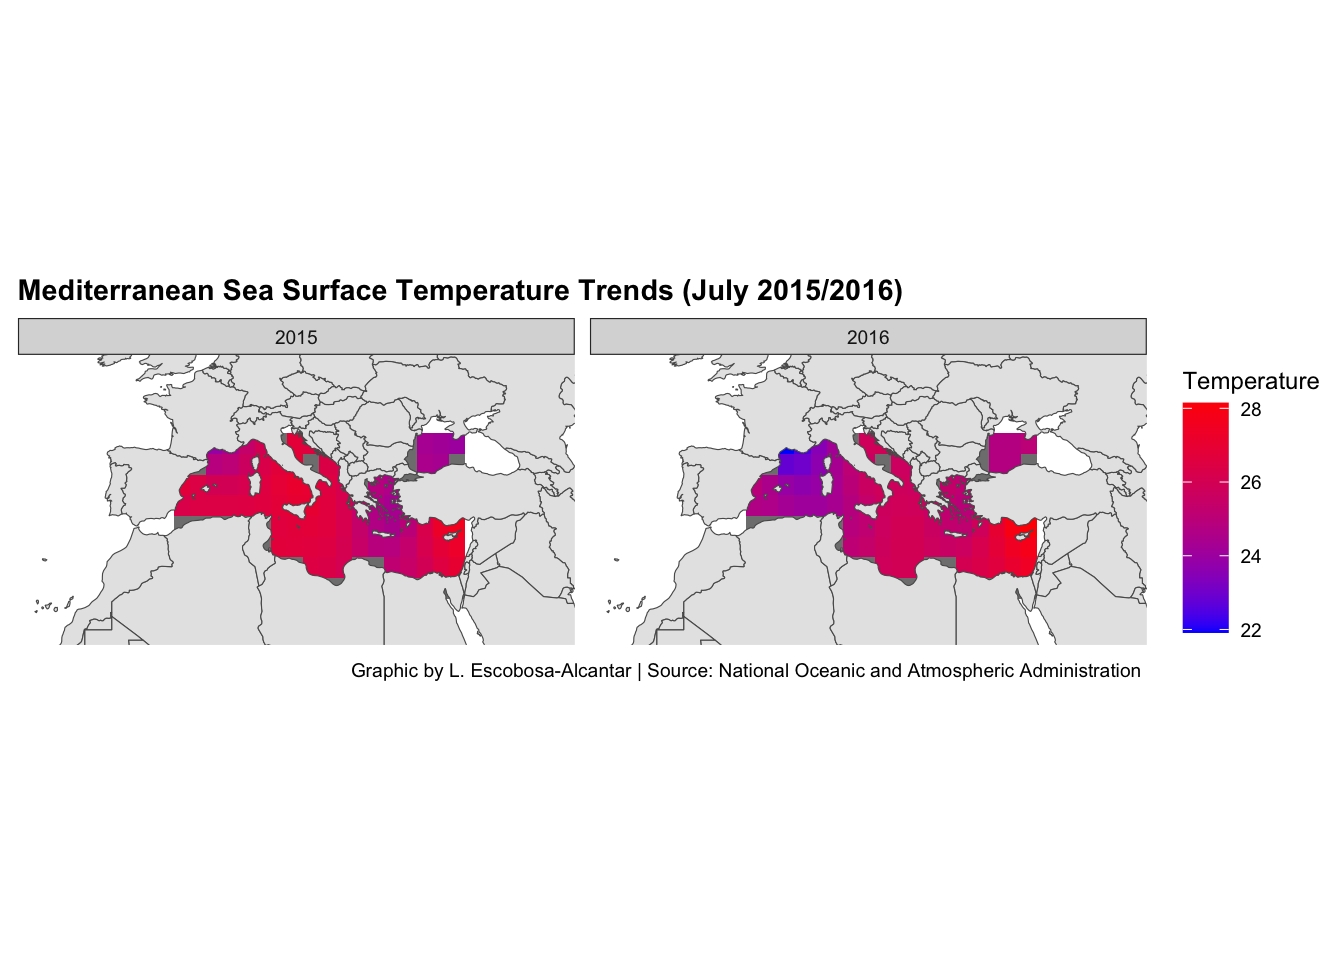 Mediterranean Sea Surface Temperature Trends (July 2015/2016)
2015
2016
Temperature
28
26
24
22
Graphic by L. Escobosa-Alcantar | Source: National Oceanic and Atmospheric Administration